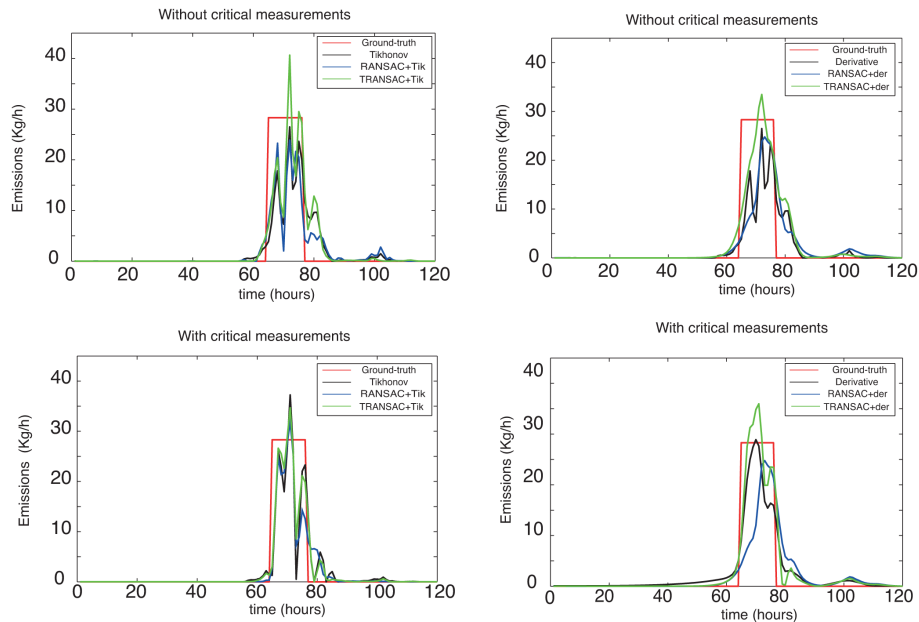 Without critical measurements
40
30
20
10
0
Emissions (Kg/h)
Ground-truth
Tikhonov
RANSAC+Tik
TRANSAC+Tik
0 20 40 60 80 100 120
time (hours)
Without critical measurements
40
30
20
10
0
Emissions (Kg/h)
Ground-truth
Derivative
RANSAC+der
TRANSAC+der
0 20 40 60 80 100 120
time (hours)
With critical measurements
40
30
20
10
0
Emissions (Kg/h)
Ground-truth
Tikhonov
RANSAC+Tik
TRANSAC+Tik
0 20 40 60 80 100 120
time (hours)
With critical measurements
40
30
20
10
0
Emissions (Kg/h)
Ground-truth
Derivative
RANSAC+der
TRANSAC+der
0 20 40 60 80 100 120
time (hours)